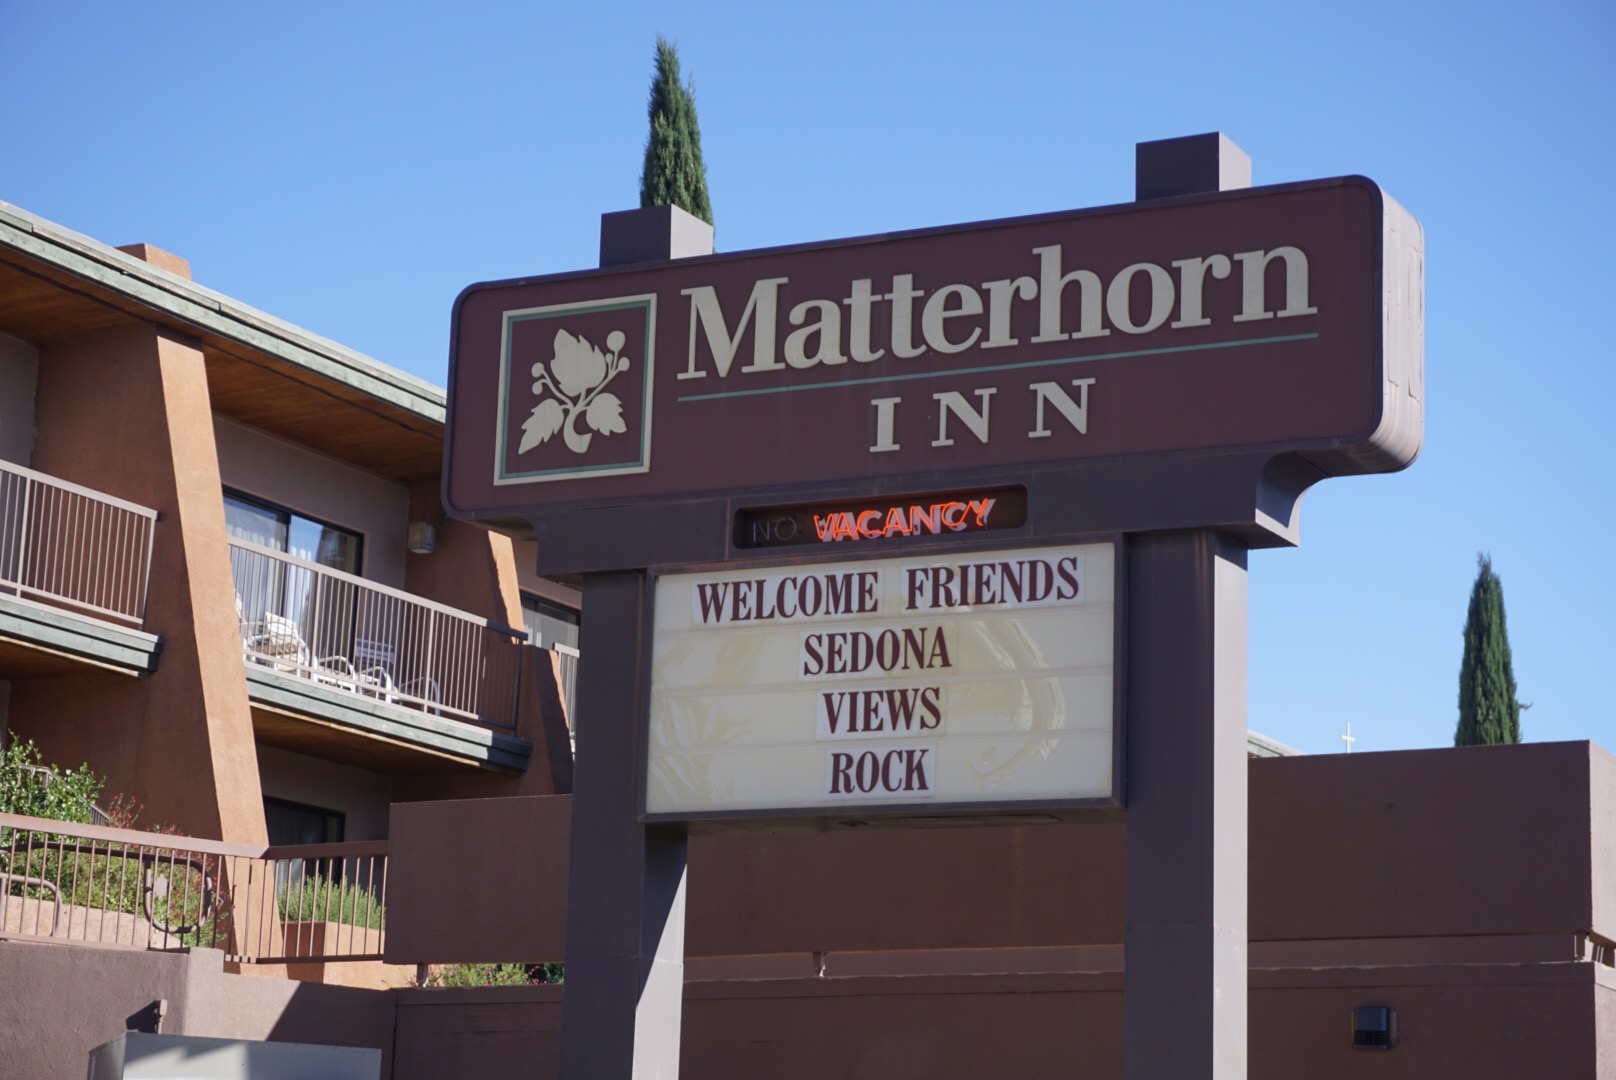 Matterhorn
INN
NO VACANCY
WELCOME FRIENDS
SEDONA
VIEWS
ROCK